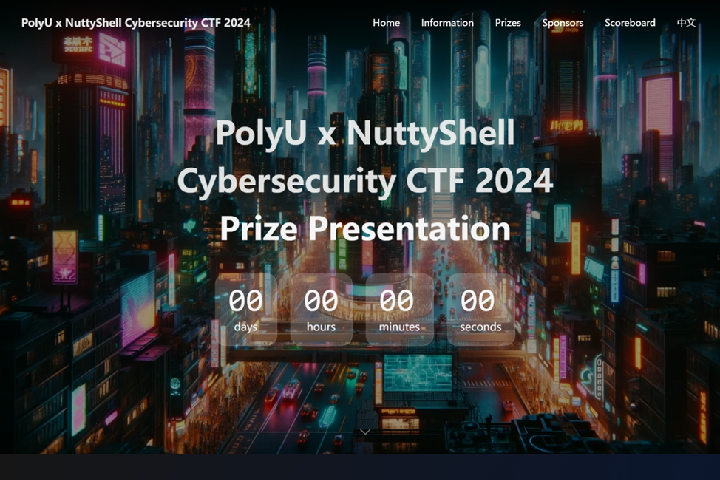 PolyU x NuttyShell Cybersecurity CTF 2024
Home Information Prizes Sponsors Scoreboard 中文
PolyU x NuttyShell
Cybersecurity CTF 2024
Prize Presentation
00 00 00 00
days hours minutes seconds